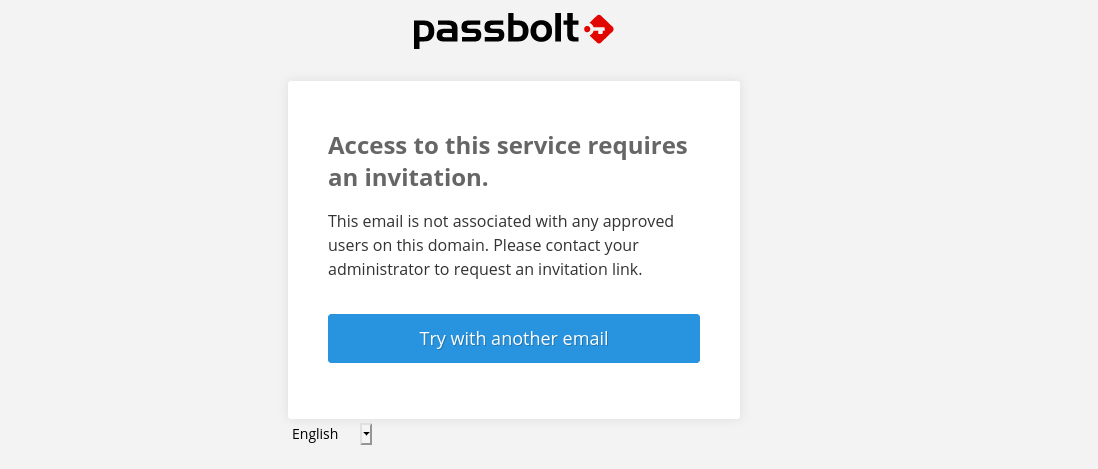 passbolt
Access to this service requires
an invitation.
This email is not associated with any approved
users on this domain. Please contact your
administrator to request an invitation link.
Try with another email
English